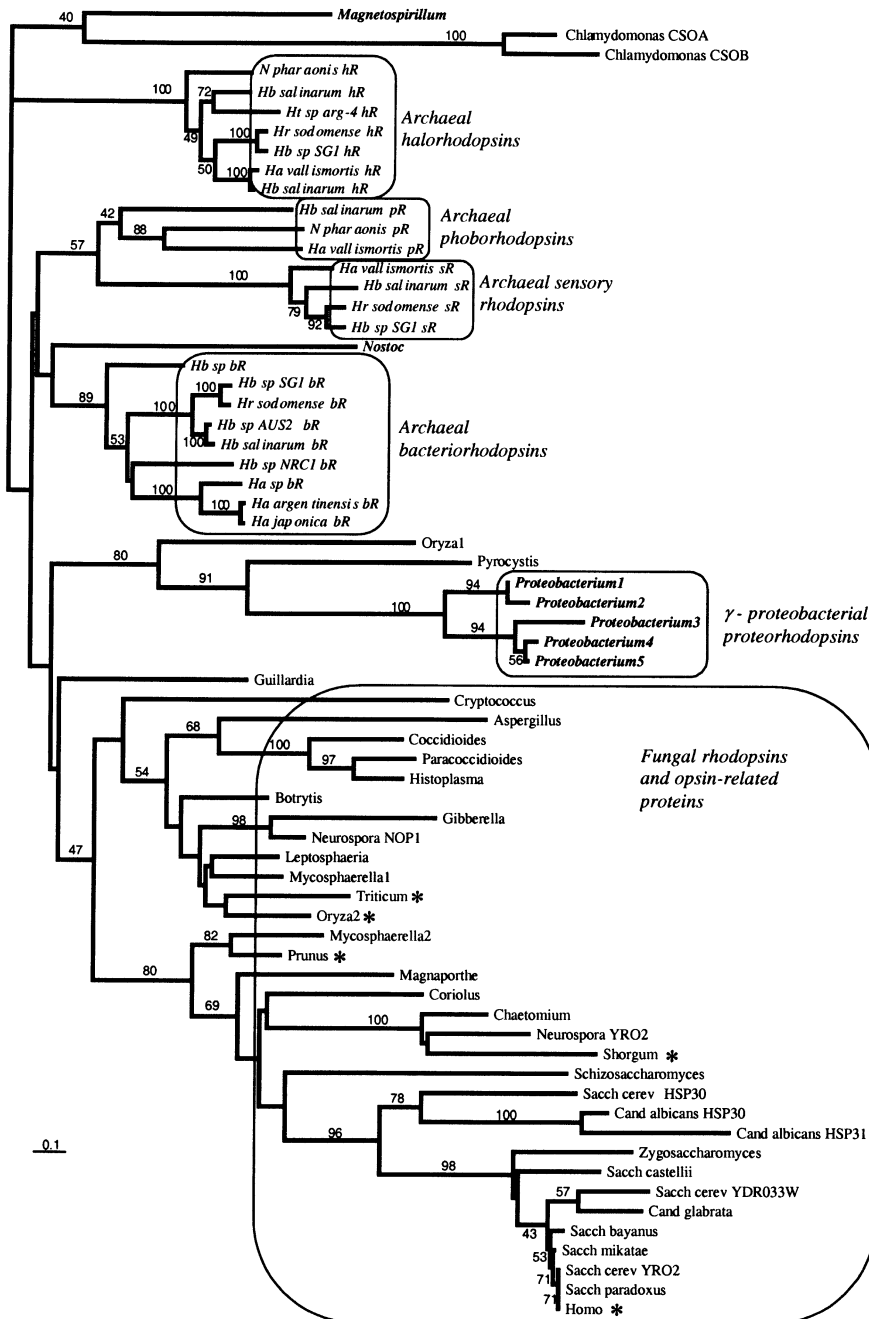 40
Magnetospirillum
100
Chlamydomonas CSOA
Chlamydomonas CSOB
100
N pharaonis hR
72
Hb salinarum hR
Ht sp arg-4 hR
49
100
Hr sodomense hR
Hb sp SG1 hR
50
100
Ha vallismortis hR
Hb salinarum hR
Archaeal
halorhodopsins
42
Hb salinarum pR
88
N pharaonis pR
Ha vallismortis pR
Archaeal
phoborhodopsins
57
100
Ha vallismortis sR
Hb salinarum sR
79
Hr sodomense sR
92
Hb sp SG1 sR
Archaeal sensory
rhodopsins
Nostoc
89
Hb sp bR
100
100
Hb sp SG1 bR
Hr sodomense bR
Hb sp AUS2 bR
100
Hb salinarum bR
53
Hb sp NRC1 bR
100
Ha sp bR
100
Ha argentinensis bR
Ha japonica bR
Archaeal
bacteriorhodopsins
80
Oryza1
91
Pyrocystis
100
94
Proteobacterium1
Proteobacterium2
94
Proteobacterium3
Proteobacterium4
56
Proteobacterium5
γ - proteobacterial
proteorhodopsins
Guillardia
47
Cryptococcus
54
68
Aspergillus
100
Coccidioides
97
Paracoccidioides
Histoplasma
Fungal rhodopsins
and opsin-related
proteins
Botrytis
98
Gibberella
Neurospora NOP1
Leptosphaeria
Mycosphaerella1
Triticum *
Oryza2 *
80
82
Mycosphaerella2
Prunus *
69
Magnaporthe
Coriolus
100
Chaetomium
Neurospora YRO2
Shorgum *
Schizosaccharomyces
96
78
Sacch cerev HSP30
100
Cand albicans HSP30
Cand albicans HSP31
98
Zygosaccharomyces
Sacch castellii
43
57
Sacch cerev YDR033W
Cand glabrata
Sacch bayanus
53
Sacch mikatae
71
Sacch cerev YRO2
71
Sacch paradoxus
Homo *
0.1